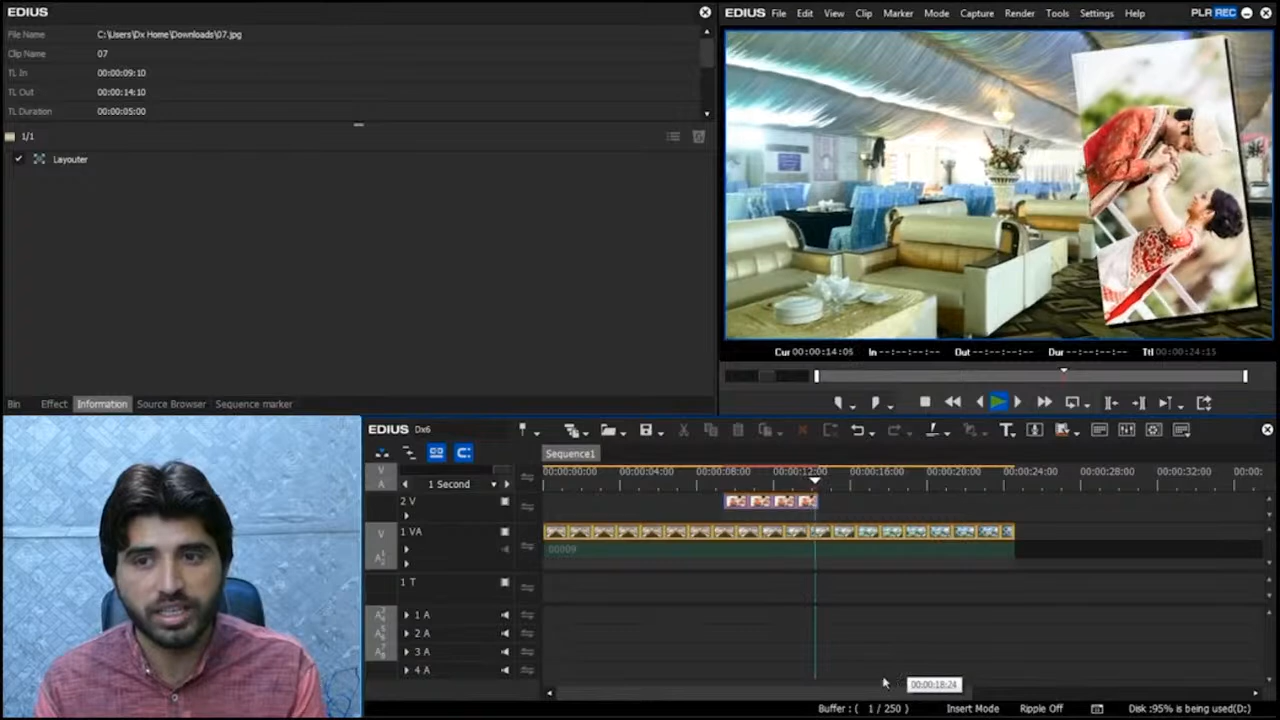 EDIUS
File Name C:\Users\Dx Home\Downloads\07.jpg
Clip Name 07
TL In 00:00:09:10
TL Out 00:00:14:10
TL Duration 00:00:05:00
1/1
Layouter
Bin Effect Information Source Browser Sequence marker
EDIUS File Edit View Clip Marker Mode Capture Render Tools Settings Help PLR REC
Cur 00:00:14:06 In --:--:--:-- Out --:--:--:-- Dur --:--:--:-- Ttl 00:00:24:15
EDIUS Dx6
Sequence1
V
A
1 Second
00:00:00:00 00:00:04:00 00:00:08:00 00:00:12:00 00:00:16:00 00:00:20:00 00:00:24:00 00:00:28:00 00:00:32:00 00:00:
2 V
V 1 VA
00009
1 T
1 A
2 A
3 A
4 A
00:00:18:24
Buffer : ( 1 / 250 ) Insert Mode Ripple Off Disk :95% is being used(D:)